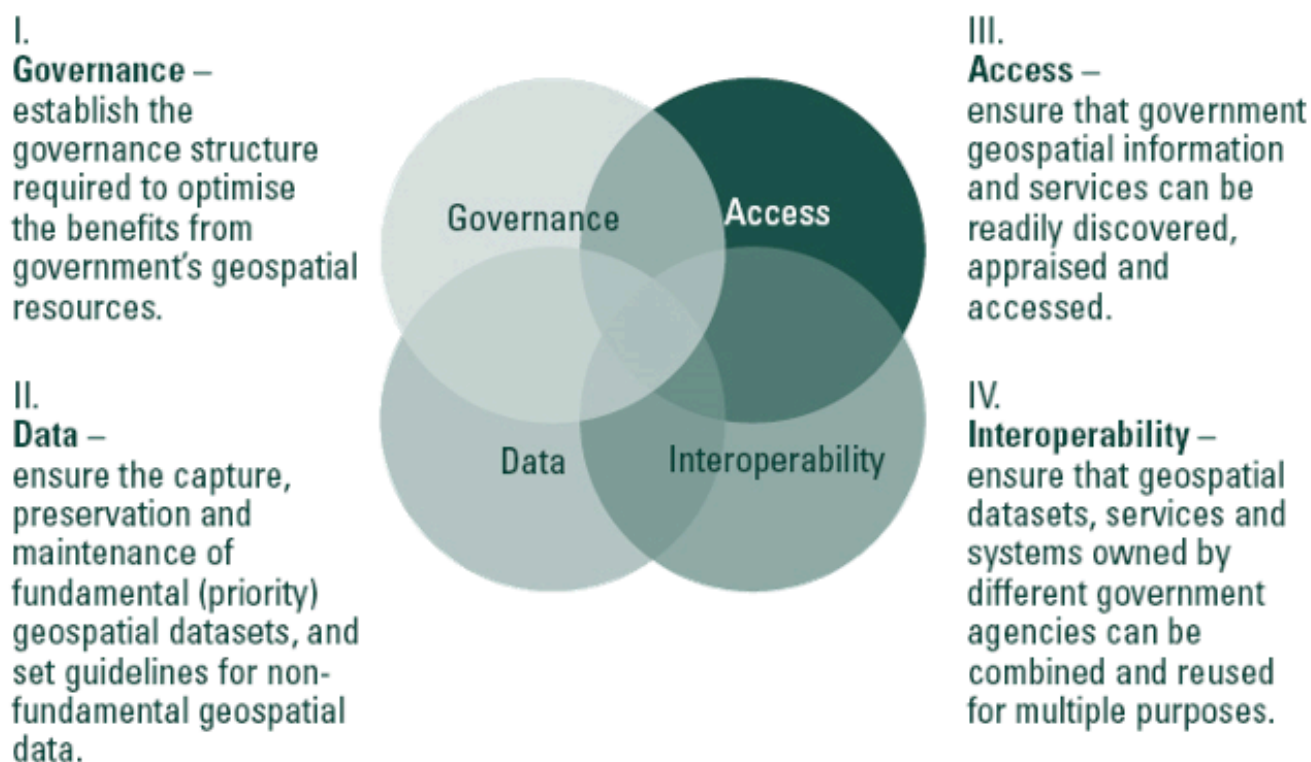 I.
Governance –
establish the
governance structure
required to optimise
the benefits from
government's geospatial
resources.
II.
Data –
ensure the capture,
preservation and
maintenance of
fundamental (priority)
geospatial datasets, and
set guidelines for non-
fundamental geospatial
data.
Governance
Access
Data
Interoperability
III.
Access –
ensure that government
geospatial information
and services can be
readily discovered,
appraised and
accessed.
IV.
Interoperability –
ensure that geospatial
datasets, services and
systems owned by
different government
agencies can be
combined and reused
for multiple purposes.